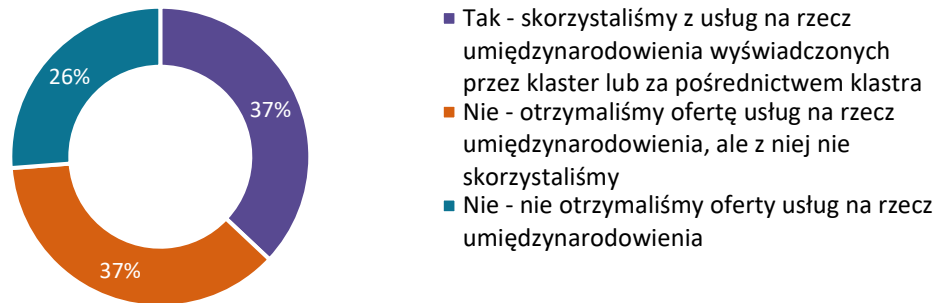 26%
37%
37%
Tak - skorzystaliśmy z usług na rzecz
umiędzynarodowienia wyświadczonych
przez klaster lub za pośrednictwem klastra
Nie - otrzymaliśmy ofertę usług na rzecz
umiędzynarodowienia, ale z niej nie
skorzystaliśmy
Nie - nie otrzymaliśmy oferty usług na rzecz
umiędzynarodowienia